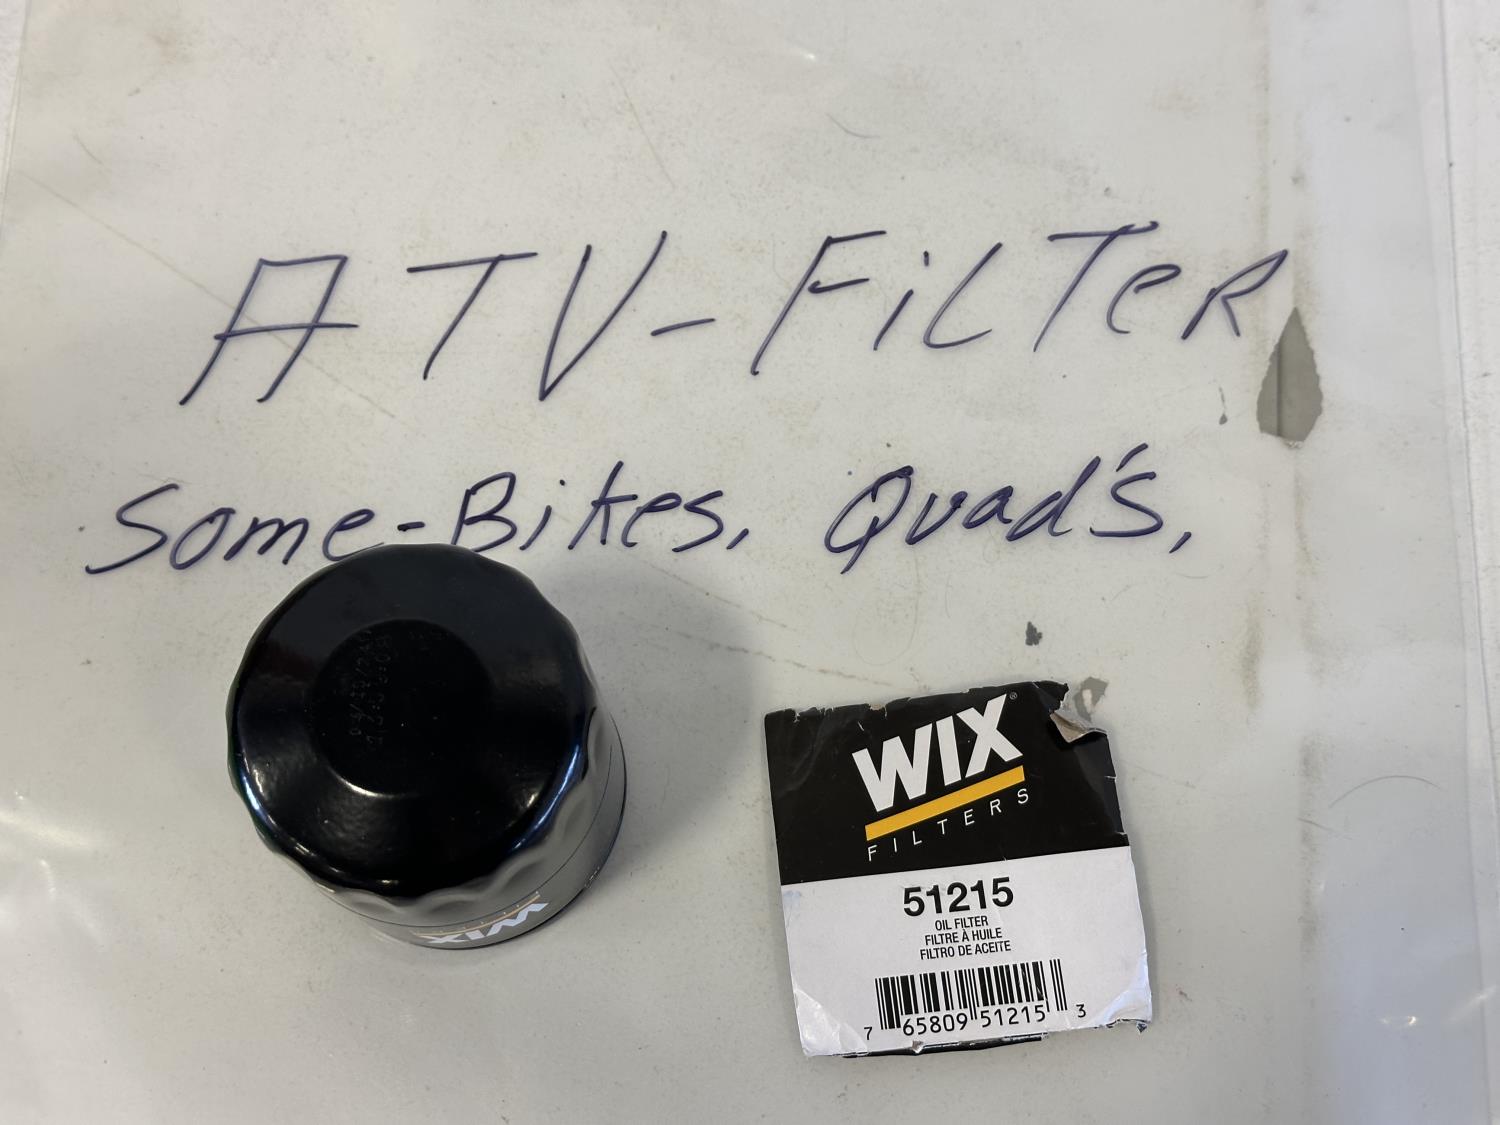 ATV-FiLTeR
Some-Bikes, Quad's,
WIX®
FILTERS
51215
OIL FILTER
FILTRE À HUILE
FILTRO DE ACEITE
7 65809 51215 3
WIX